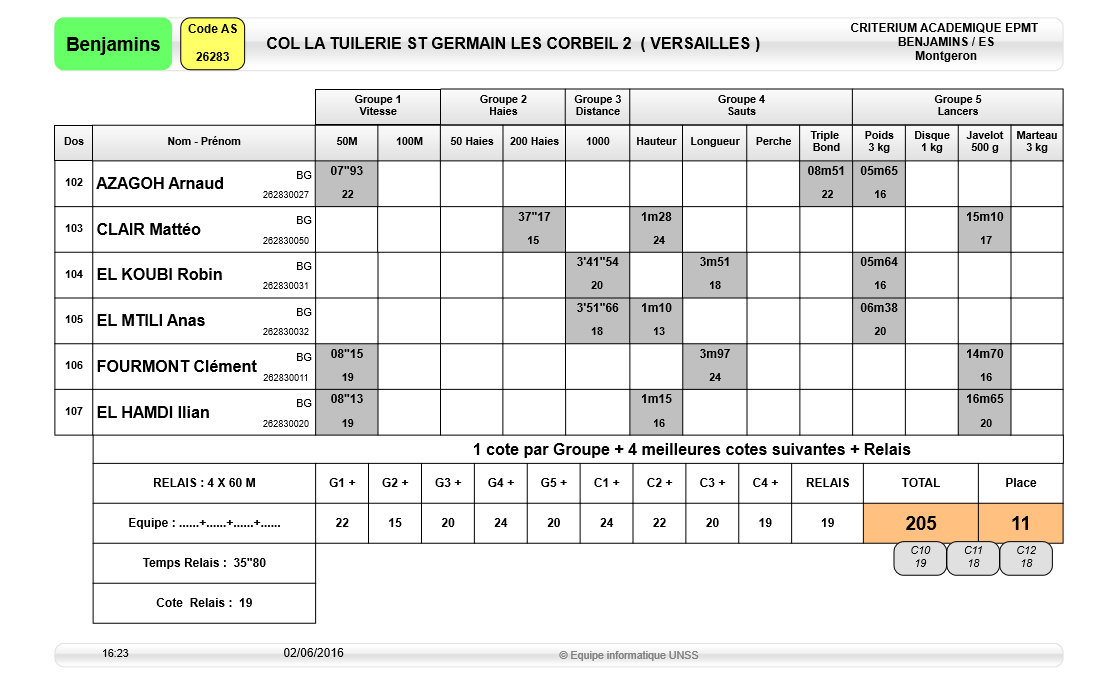 Benjamins
Code AS
26283
COL LA TUILERIE ST GERMAIN LES CORBEIL 2 ( VERSAILLES )
CRITERIUM ACADEMIQUE EPMT
BENJAMINS / ES
Montgeron
Groupe 1 Groupe 2 Groupe 3 Groupe 4 Groupe 5
Vitesse Haies Distance Sauts Lancers
Dos Nom - Prénom 50M 100M 50 Haies 200 Haies 1000 Hauteur Longueur Perche Triple Bond Poids 3 kg Disque 1 kg Javelot 500 g Marteau 3 kg
102 AZAGOH Arnaud BG 07"93 08m51 05m65
262830027 22 22 16
103 CLAIR Mattéo BG 37"17 1m28 15m10
262830050 15 24 17
104 EL KOUBI Robin BG 3'41"54 3m51 05m64
262830031 20 18 16
105 EL MTILI Anas BG 3'51"66 1m10 06m38
262830032 18 13 20
106 FOURMONT Clément BG 08"15 3m97 14m70
262830011 19 24 16
107 EL HAMDI Ilian BG 08"13 1m15 16m65
262830020 19 16 20
1 cote par Groupe + 4 meilleures cotes suivantes + Relais
RELAIS : 4 X 60 M G1 + G2 + G3 + G4 + G5 + C1 + C2 + C3 + C4 + RELAIS TOTAL Place
Equipe : ......+......+......+...... 22 15 20 24 20 24 22 20 19 19 205 11
C10 C11 C12
19 18 18
Temps Relais : 35"80
Cote Relais : 19
16:23 02/06/2016 © Equipe informatique UNSS